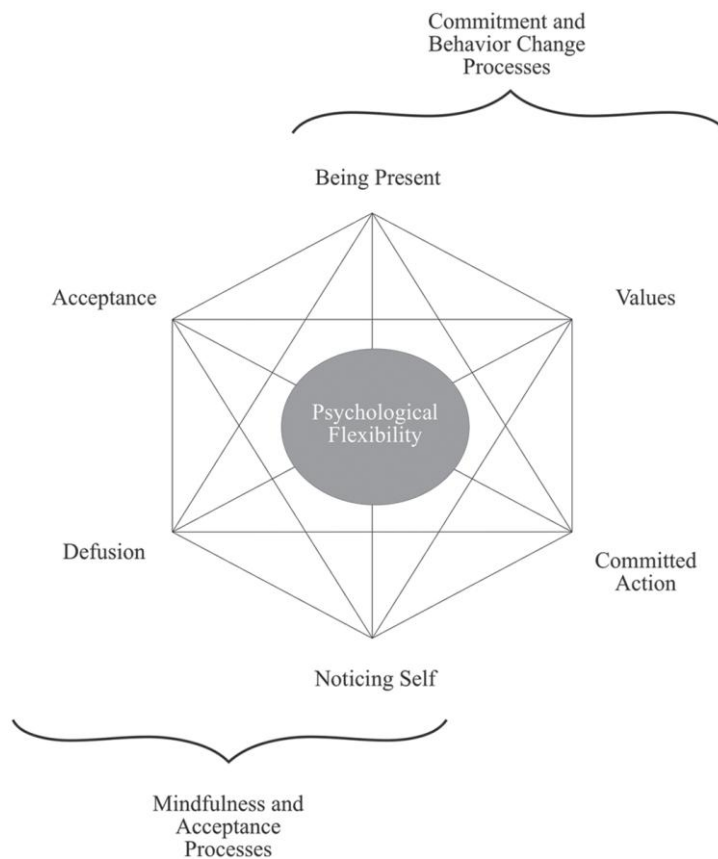 Commitment and
Behavior Change
Processes
Being Present
Acceptance
Values
Psychological
Flexibility
Defusion
Committed
Action
Noticing Self
Mindfulness and
Acceptance
Processes